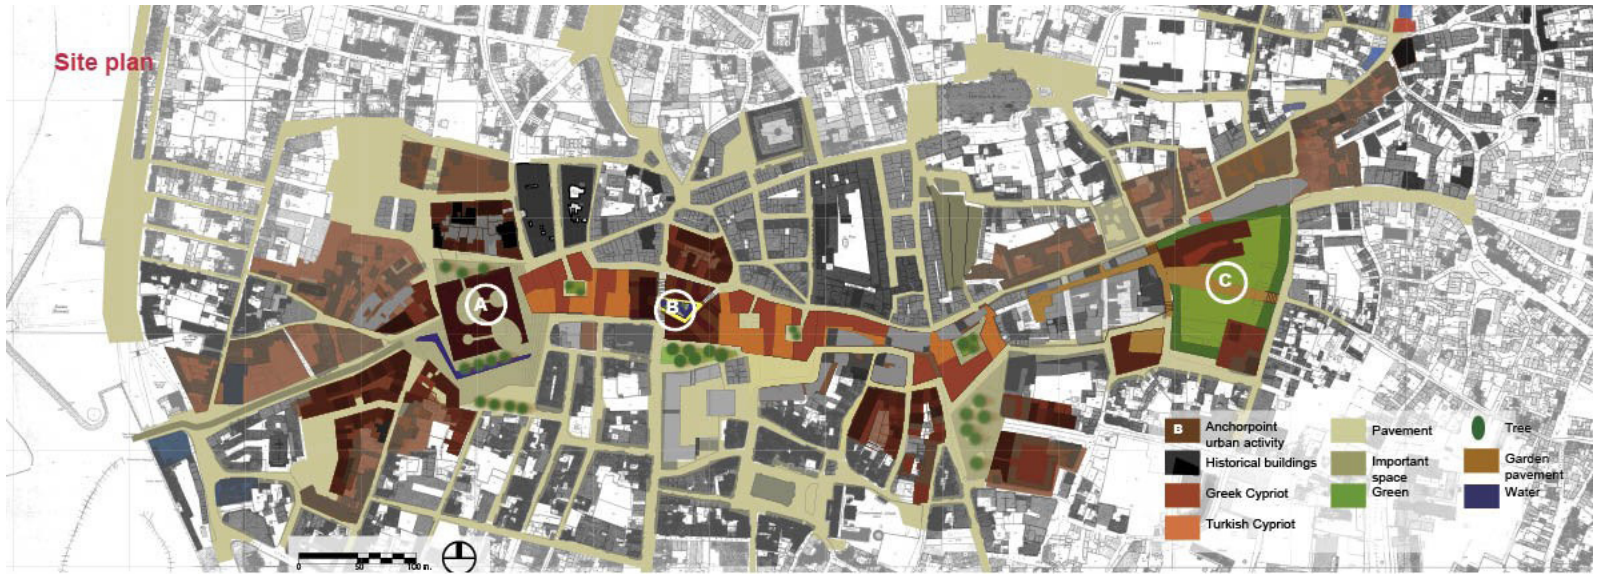 Site plan
A
B
C
B
Anchorpoint
urban activity
Historical buildings
Greek Cypriot
Turkish Cypriot
Pavement
Important
space
Green
Tree
Garden
pavement
Water
0
50
100 m.